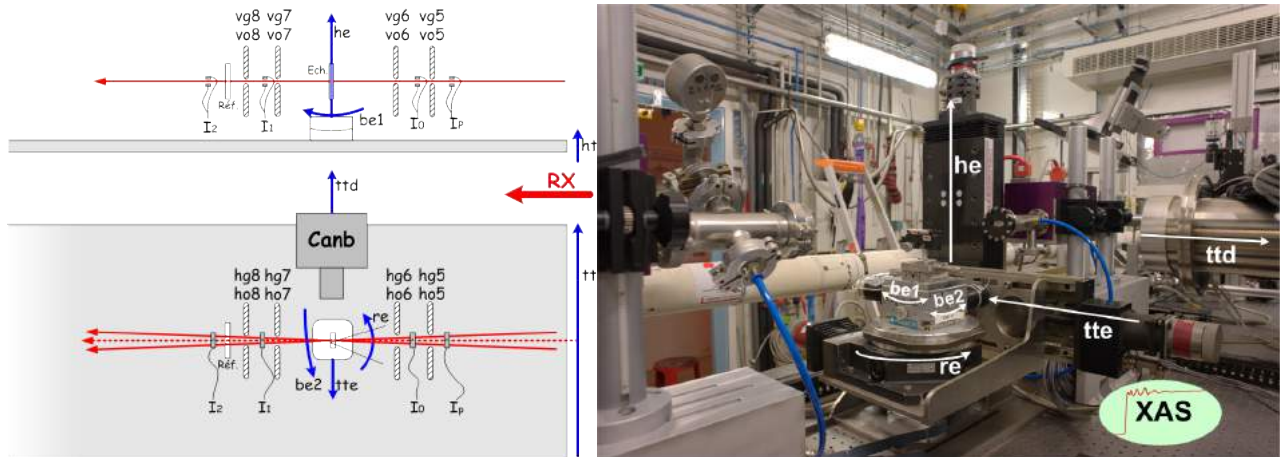 vg8 vg7
vo8 vo7
he
vg6 vg5
vo6 vo5
Ech.
Réf.
be1
I2
I1
I0
Ip
ht
ttd
RX
Canb
tt
hg8 hg7
ho8 ho7
hg6 hg5
ho6 ho5
re
Réf.
be2
tte
I2
I1
I0
Ip
he
ttd
be1
be2
tte
re
XAS